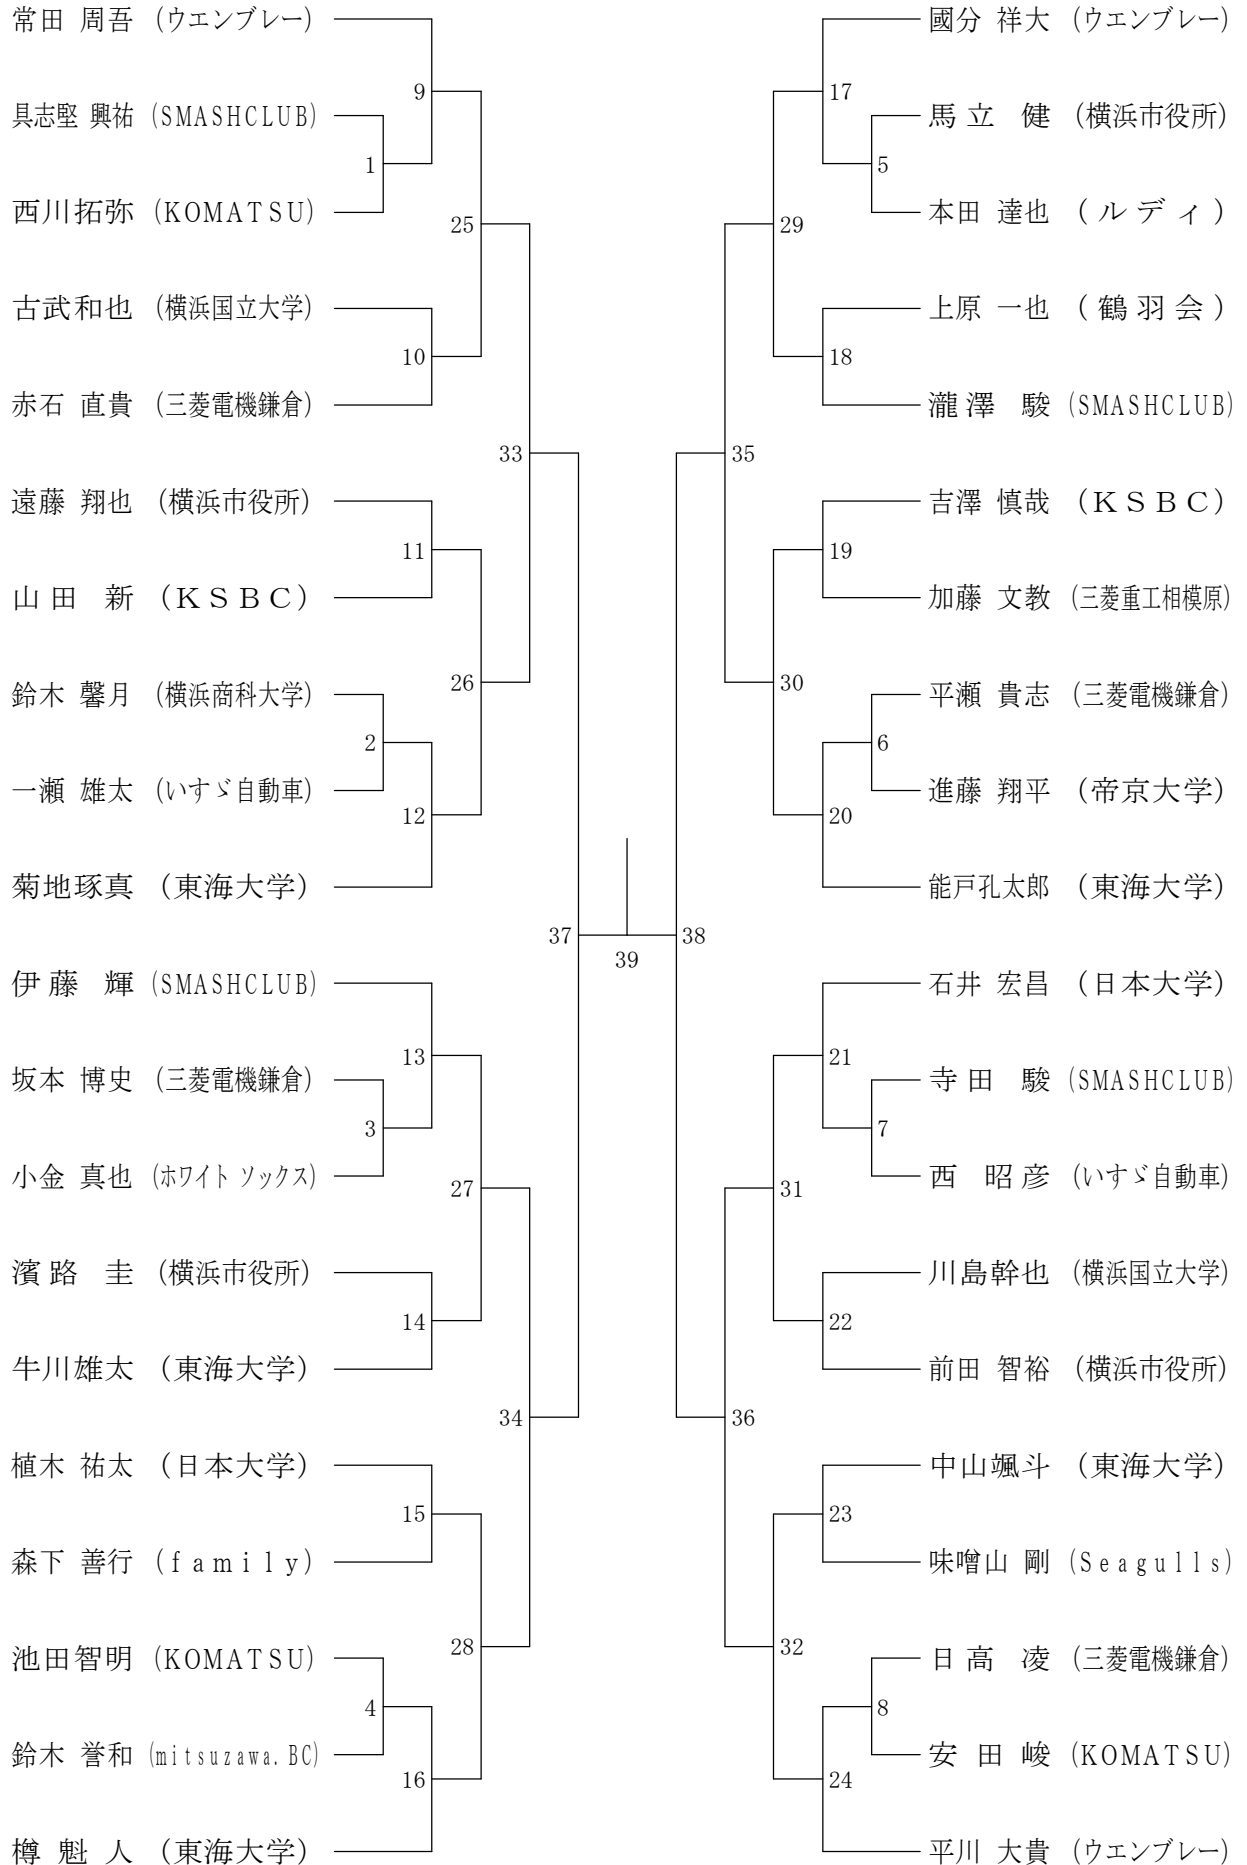 常田 周吾 (ウエンブレー)
9
具志堅 興祐 (SMASHCLUB)
1
西川拓弥 (KOMATSU)
25
古武和也 (横浜国立大学)
10
赤石 直貴 (三菱電機鎌倉)
33
遠藤 翔也 (横浜市役所)
11
山田 新 (KSBC)
26
鈴木 馨月 (横浜商科大学)
2
一瀬 雄太 (いすゞ自動車)
12
菊地琢真 (東海大学)
37
伊藤 輝 (SMASHCLUB)
13
坂本 博史 (三菱電機鎌倉)
3
小金 真也 (ホワイト ソックス)
27
濱路 圭 (横浜市役所)
14
牛川雄太 (東海大学)
34
植木 祐太 (日本大学)
15
森下 善行 (family)
28
池田智明 (KOMATSU)
4
鈴木 誉和 (mitsuzawa.BC)
16
樽 魁人 (東海大学)
39
國分 祥大 (ウエンブレー)
17
馬立 健 (横浜市役所)
5
本田 達也 (ルディ)
29
上原 一也 (鶴羽会)
18
瀧澤 駿 (SMASHCLUB)
35
吉澤 慎哉 (KSBC)
19
加藤 文教 (三菱重工相模原)
30
平瀬 貴志 (三菱電機鎌倉)
6
進藤 翔平 (帝京大学)
20
能戸孔太郎 (東海大学)
38
石井 宏昌 (日本大学)
21
寺田 駿 (SMASHCLUB)
7
西 昭彦 (いすゞ自動車)
31
川島幹也 (横浜国立大学)
22
前田 智裕 (横浜市役所)
36
中山颯斗 (東海大学)
23
味噌山 剛 (Seagulls)
32
日高 凌 (三菱電機鎌倉)
8
安田峻 (KOMATSU)
24
平川 大貴 (ウエンブレー)